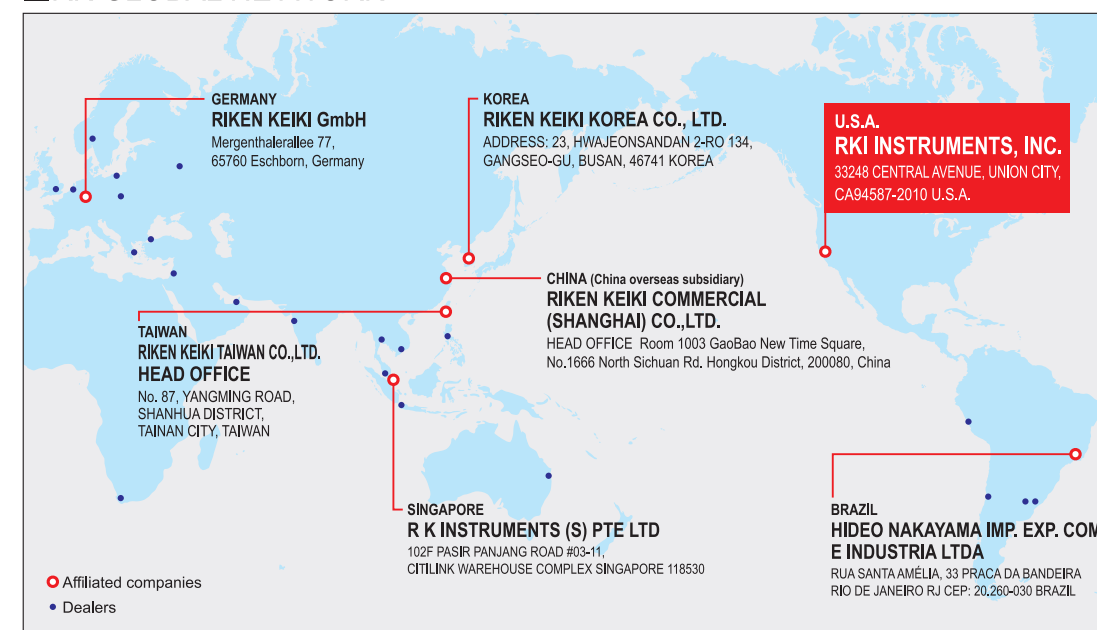 GERMANY
RIKEN KEIKI GmbH
Mergenthalerallee 77,
65760 Eschborn, Germany
KOREA
RIKEN KEIKI KOREA CO., LTD.
ADDRESS: 23, HWAJEONSANDAN 2-RO 134,
GANGSEO-GU, BUSAN, 46741 KOREA
U.S.A.
RKI INSTRUMENTS, INC.
33248 CENTRAL AVENUE, UNION CITY,
CA94587-2010 U.S.A.
CHINA (China overseas subsidiary)
RIKEN KEIKI COMMERCIAL
(SHANGHAI) CO.,LTD.
HEAD OFFICE Room 1003 GaoBao New Time Square,
No.1666 North Sichuan Rd. Hongkou District, 200080, China
TAIWAN
RIKEN KEIKI TAIWAN CO.,LTD.
HEAD OFFICE
No. 87, YANGMING ROAD,
SHANHUA DISTRICT,
TAINAN CITY, TAIWAN
SINGAPORE
R K INSTRUMENTS (S) PTE LTD
102F PASIR PANJANG ROAD #03-11,
CITILINK WAREHOUSE COMPLEX SINGAPORE 118530
BRAZIL
HIDEO NAKAYAMA IMP. EXP. COM
E INDUSTRIA LTDA
RUA SANTA AMÉLIA, 33 PRACA DA BANDEIRA
RIO DE JANEIRO RJ CEP: 20.260-030 BRAZIL
Affiliated companies
Dealers